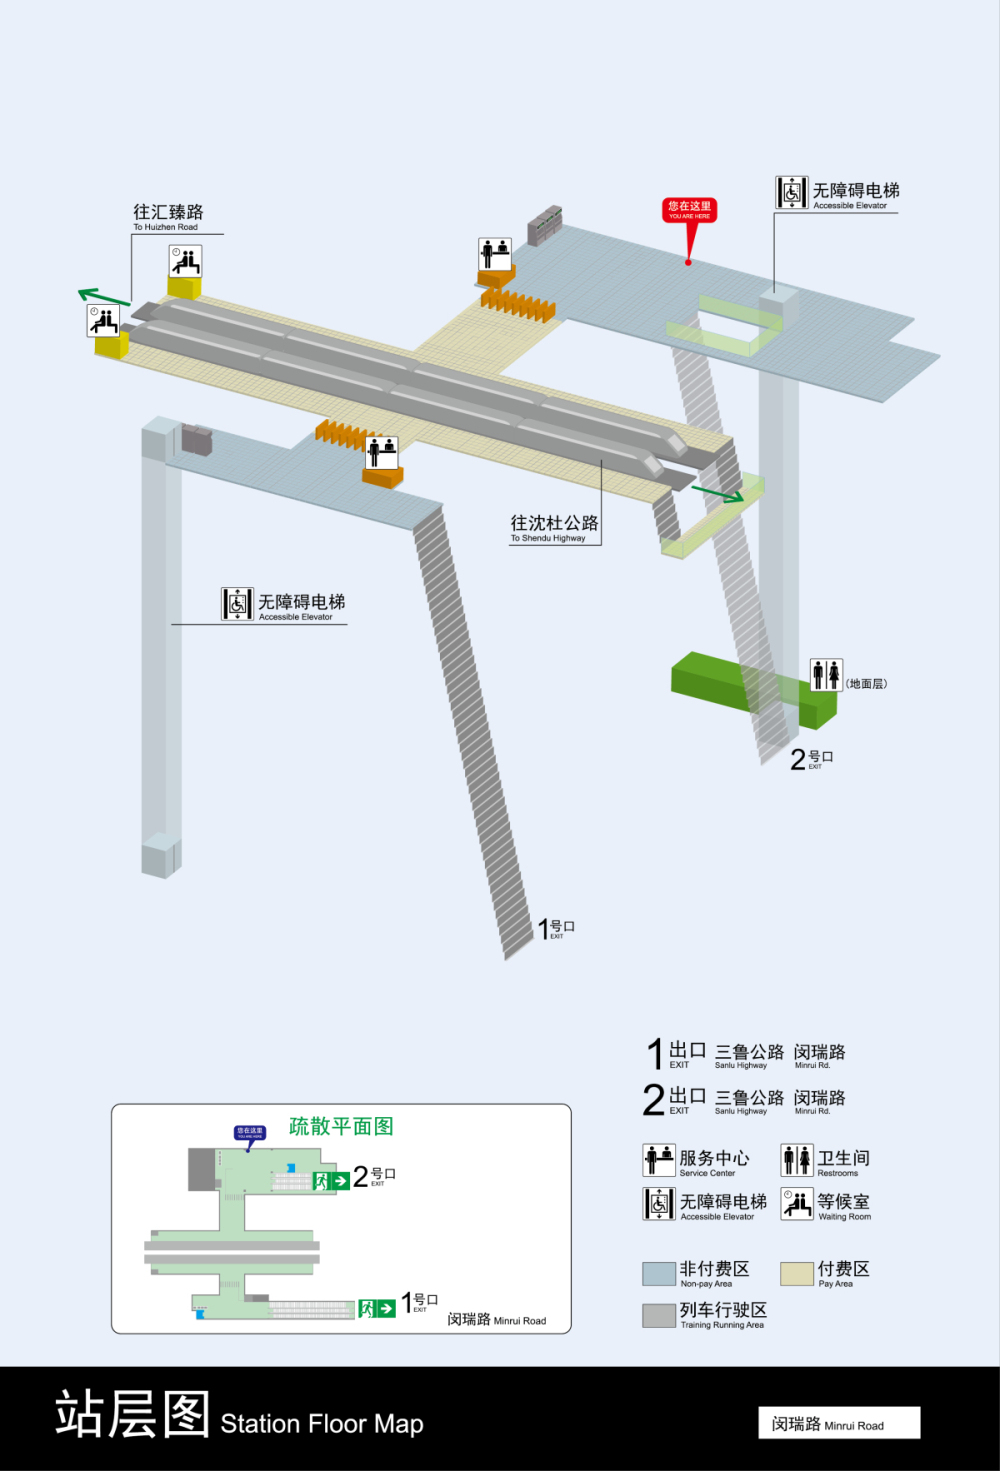 无障碍电梯
Accessible Elevator
往汇臻路
To Huizhen Road
您在这里
YOU ARE HERE
往沈杜公路
To Shendu Highway
无障碍电梯
Accessible Elevator
(地面层)
2号口
EXIT
1号口
EXIT
1 出口 三鲁公路 闵瑞路
EXIT Sanlu Highway Minrui Rd.
2 出口 三鲁公路 闵瑞路
EXIT Sanlu Highway Minrui Rd.
疏散平面图
您在这里
YOU ARE HERE
2号口
EXIT
1号口
EXIT
闵瑞路 Minrui Road
服务中心
Service Center
卫生间
Restrooms
无障碍电梯
Accessible Elevator
等候室
Waiting Room
非付费区
Non-pay Area
付费区
Pay Area
列车行驶区
Training Running Area
站层图 Station Floor Map
闵瑞路 Minrui Road